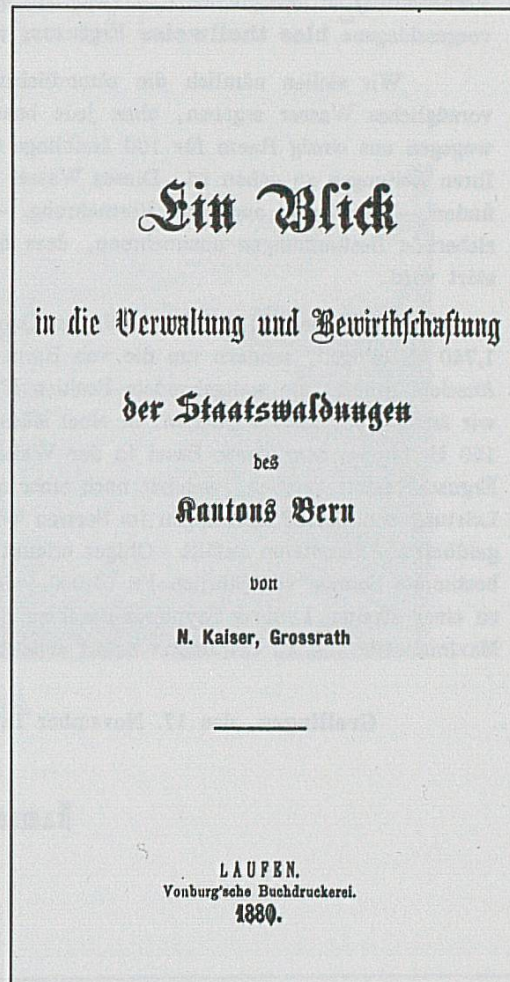 Ein Blick
in die Verwaltung und Bewirthschaftung
der Staatswaldungen
des
Kantons Bern
von
N. Kaiser, Grossrath
LAUFEN.
Vonburg'sche Buchdruckerei.
1880.